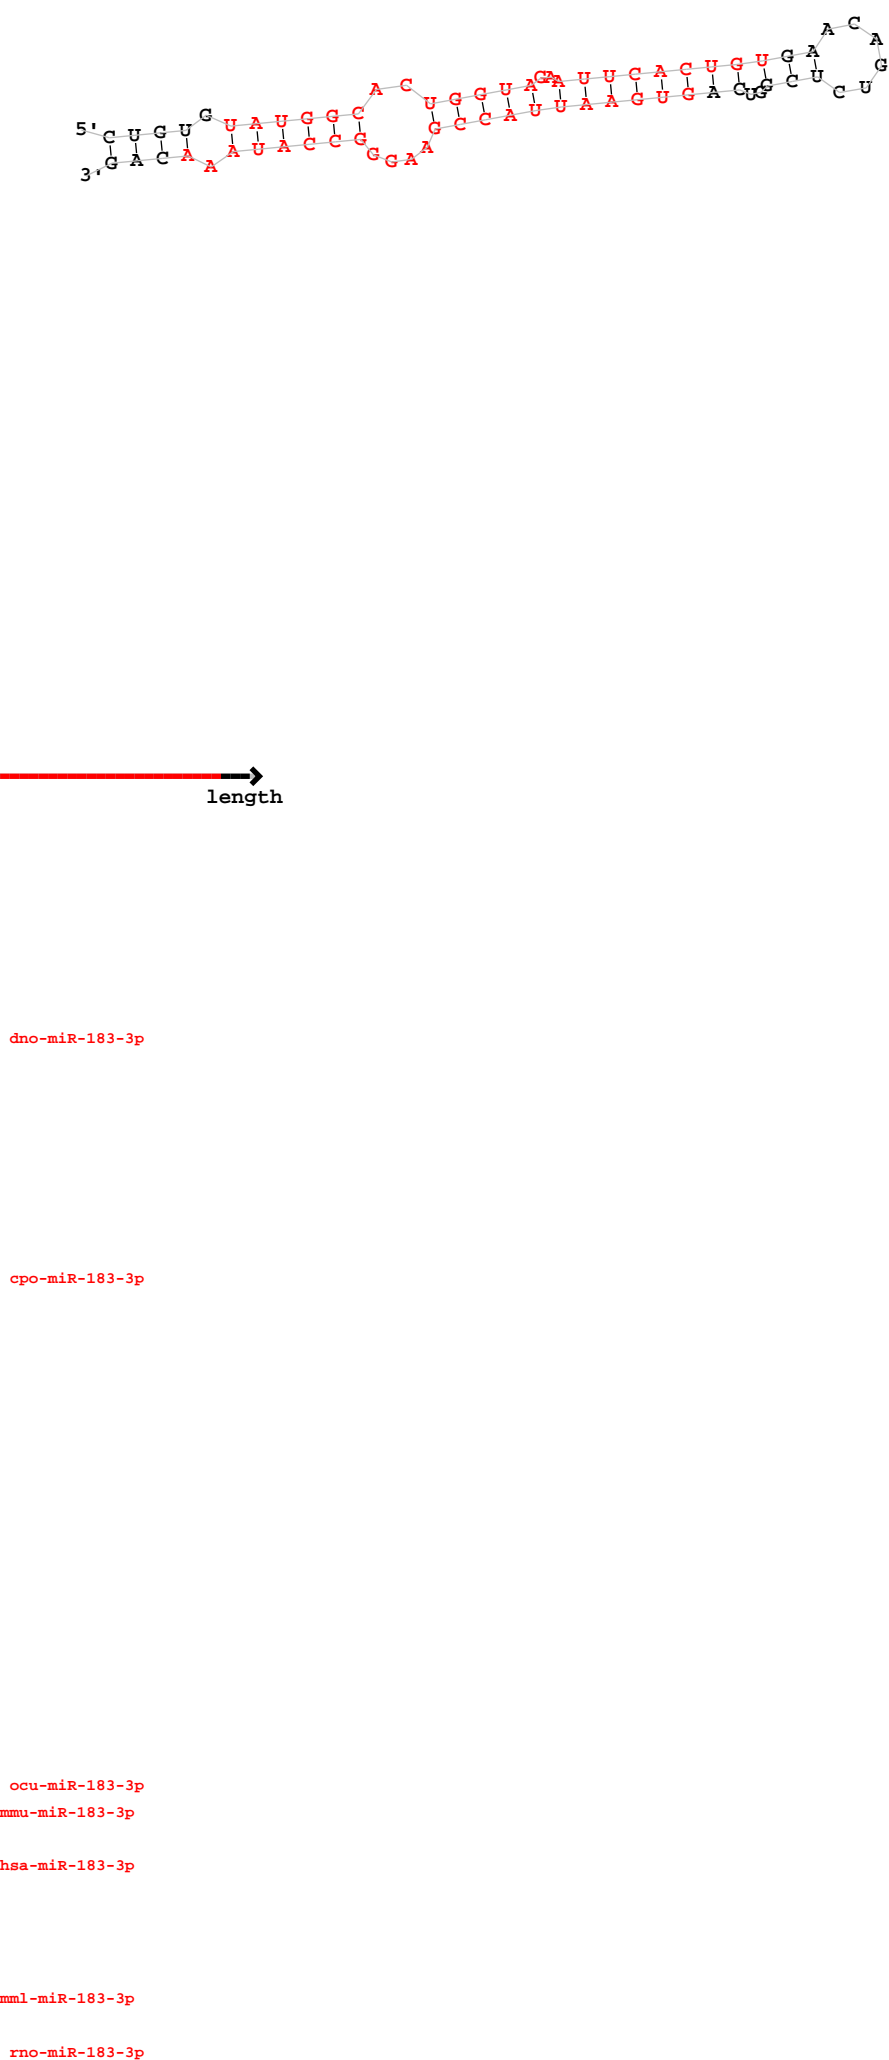 5' C U G U G U A U G G C A C U G G U A G A A U U C A C U G U G A A C A G
3' G A C A A A U A C C G G G A A G C C A U U A A G U G A C U G G C U C U
length
dno-miR-183-3p
cpo-miR-183-3p
ocu-miR-183-3p
mmu-miR-183-3p
hsa-miR-183-3p
mml-miR-183-3p
rno-miR-183-3p